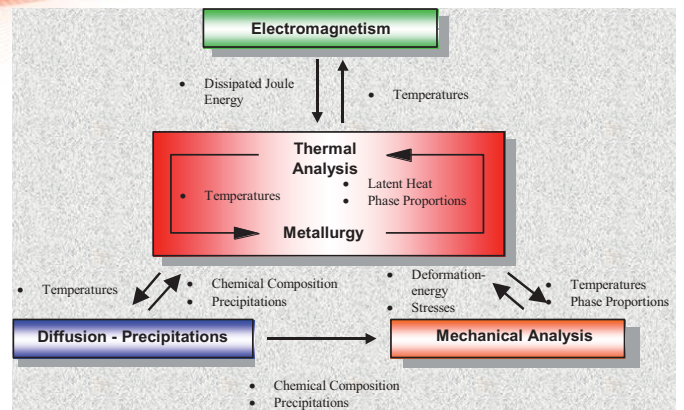 Electromagnetism
• Dissipated Joule
Energy
• Temperatures
Thermal
Analysis
• Temperatures
• Latent Heat
• Phase Proportions
Metallurgy
• Temperatures
• Chemical Composition
• Precipitations
• Deformation-
energy
• Stresses
• Temperatures
• Phase Proportions
Diffusion - Precipitations
Mechanical Analysis
• Chemical Composition
• Precipitations